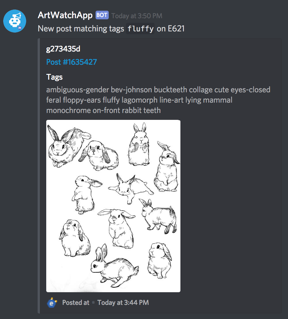 ArtWatchApp BOT Today at 3:50 PM
New post matching tags fluffy on E621
g273435d
Post #1635427
Tags
ambiguous-gender bev-johnson buckteeth collage cute eyes-closed
feral floppy-ears fluffy lagomorph line-art lying mammal
monochrome on-front rabbit teeth
Posted at • Today at 3:44 PM